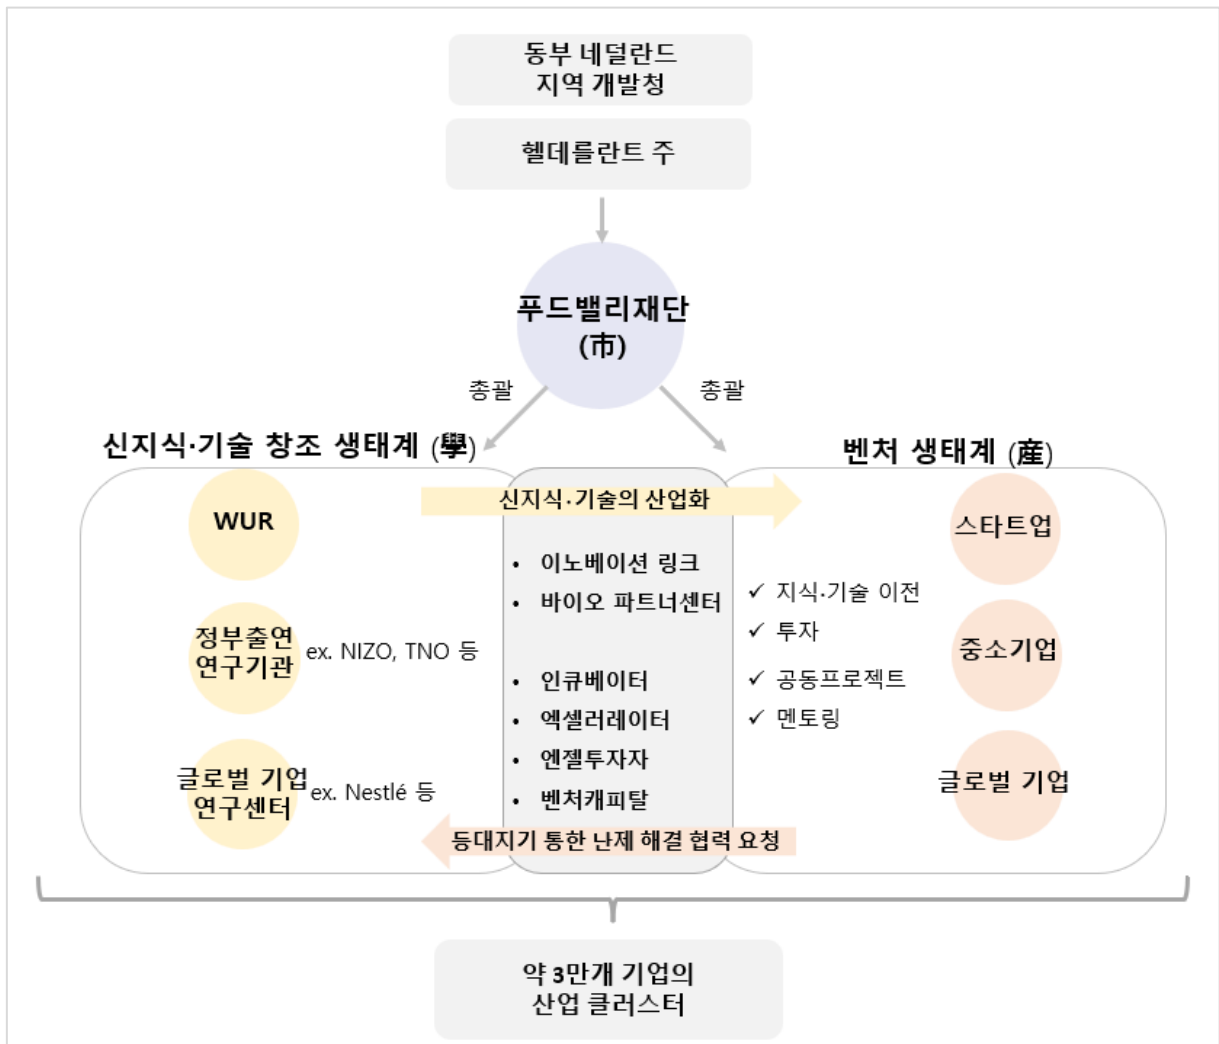 동부 네덜란드
지역 개발청
헬데를란트 주
푸드밸리재단
(市)
총괄
총괄
신지식·기술 창조 생태계 (學)
벤처 생태계 (産)
WUR
정부출연
연구기관
ex. NIZO, TNO 등
글로벌 기업
연구센터
ex. Nestlé 등
신지식·기술의 산업화
• 이노베이션 링크
• 바이오 파트너센터
• 인큐베이터
• 엑셀러레이터
• 엔젤투자자
• 벤처캐피탈
등대지기 통한 난제 해결 협력 요청
✓ 지식·기술 이전
✓ 투자
✓ 공동프로젝트
✓ 멘토링
스타트업
중소기업
글로벌 기업
약 3만개 기업의
산업 클러스터